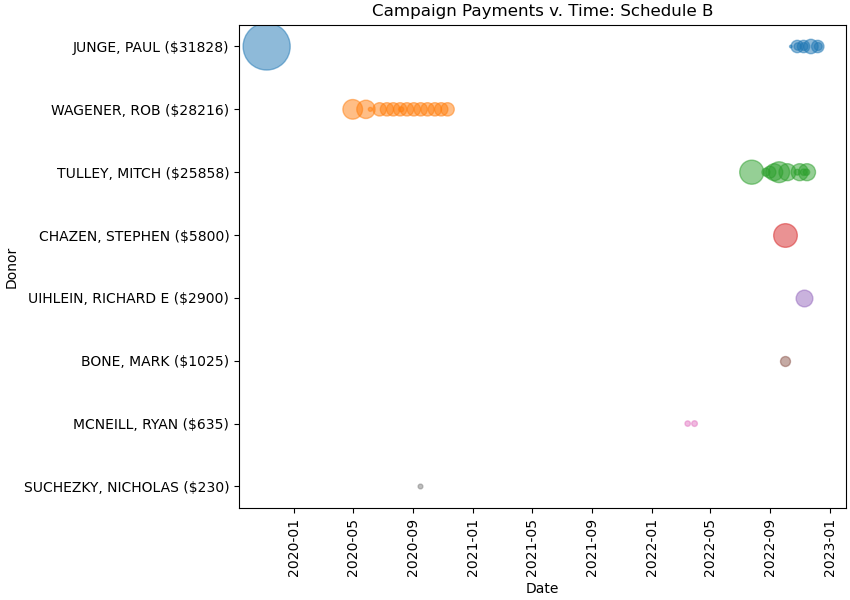 Campaign Payments v. Time: Schedule B
Donor
JUNGE, PAUL ($31828)
WAGENER, ROB ($28216)
TULLEY, MITCH ($25858)
CHAZEN, STEPHEN ($5800)
UIHLEIN, RICHARD E ($2900)
BONE, MARK ($1025)
MCNEILL, RYAN ($635)
SUCHEZKY, NICHOLAS ($230)
2020-01
2020-05
2020-09
2021-01
2021-05
2021-09
2022-01
2022-05
2022-09
2023-01
Date